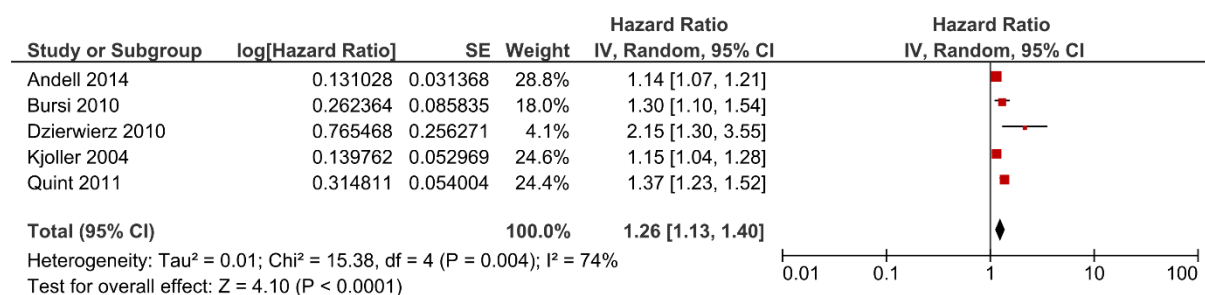 Hazard Ratio Hazard Ratio
Study or Subgroup log[Hazard Ratio] SE Weight IV, Random, 95% CI IV, Random, 95% CI
Andell 2014 0.131028 0.031368 28.8% 1.14 [1.07, 1.21]
Bursi 2010 0.262364 0.085835 18.0% 1.30 [1.10, 1.54]
Dzierwierz 2010 0.765468 0.256271 4.1% 2.15 [1.30, 3.55]
Kjoller 2004 0.139762 0.052969 24.6% 1.15 [1.04, 1.28]
Quint 2011 0.314811 0.054004 24.4% 1.37 [1.23, 1.52]
Total (95% CI) 100.0% 1.26 [1.13, 1.40]
Heterogeneity: Tau² = 0.01; Chi² = 15.38, df = 4 (P = 0.004); I² = 74%
Test for overall effect: Z = 4.10 (P < 0.0001)
0.01 0.1 1 10 100